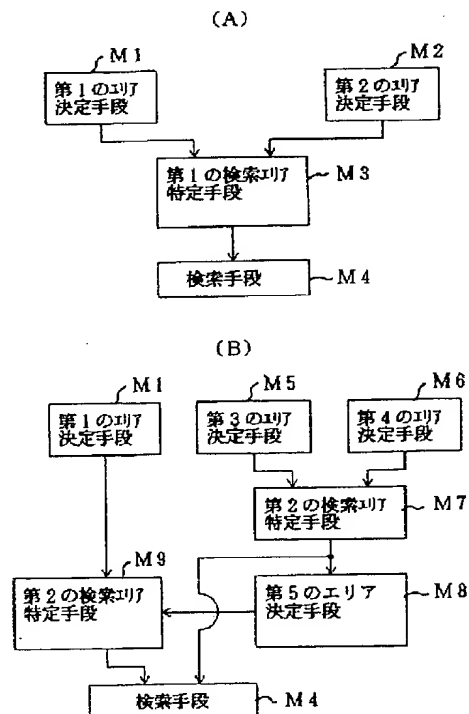 (A)
M1
M2
第1のエリア
決定手段
第2のエリア
決定手段
第1の検索エリア
特定手段
M3
検索手段
M4
(B)
M1
M5
M6
第1のエリア
決定手段
第3のエリア
決定手段
第4のエリア
決定手段
第2の検索エリア
特定手段
M7
M9
第2の検索エリア
特定手段
第5のエリア
決定手段
M8
検索手段
M4